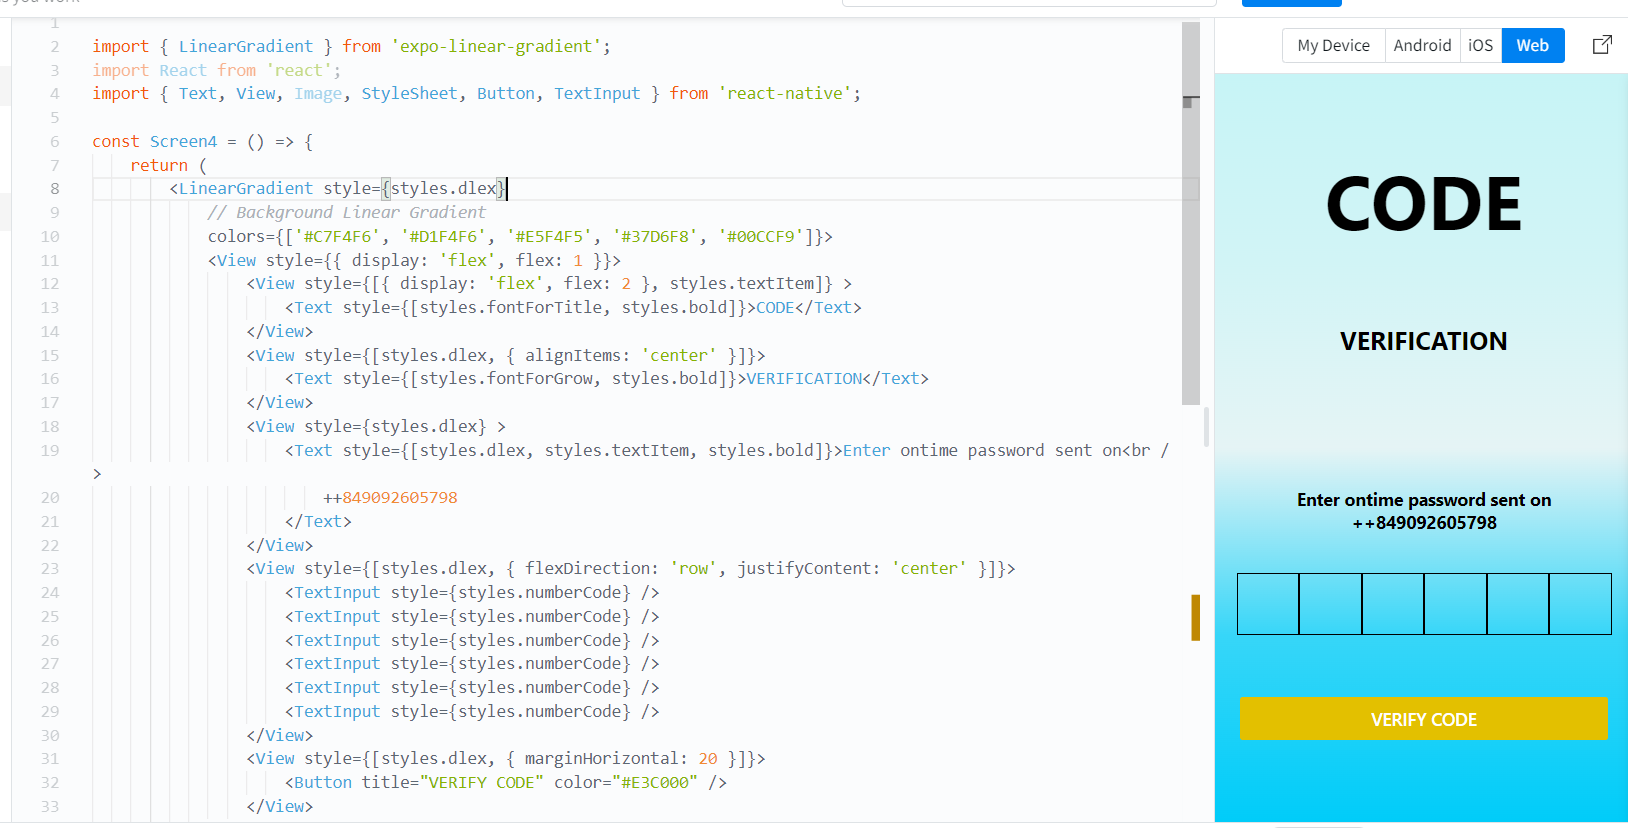 s you work
1
2 import { LinearGradient } from 'expo-linear-gradient';
3 import React from 'react';
4 import { Text, View, Image, StyleSheet, Button, TextInput } from 'react-native';
5
6 const Screen4 = () => {
7 return (
8 <LinearGradient style={styles.dlex}
9 // Background Linear Gradient
10 colors={['#C7F4F6', '#D1F4F6', '#E5F4F5', '#37D6F8', '#00CCF9']}>
11 <View style={{ display: 'flex', flex: 1 }}>
12 <View style={[{ display: 'flex', flex: 2 }, styles.textItem]} >
13 <Text style={[styles.fontForTitle, styles.bold]}>CODE</Text>
14 </View>
15 <View style={[styles.dlex, { alignItems: 'center' }]}>
16 <Text style={[styles.fontForGrow, styles.bold]}>VERIFICATION</Text>
17 </View>
18 <View style={styles.dlex} >
19 <Text style={[styles.dlex, styles.textItem, styles.bold]}>Enter ontime password sent on<br /
>
20 ++849092605798
21 </Text>
22 </View>
23 <View style={[styles.dlex, { flexDirection: 'row', justifyContent: 'center' }]}>
24 <TextInput style={styles.numberCode} />
25 <TextInput style={styles.numberCode} />
26 <TextInput style={styles.numberCode} />
27 <TextInput style={styles.numberCode} />
28 <TextInput style={styles.numberCode} />
29 <TextInput style={styles.numberCode} />
30 </View>
31 <View style={[styles.dlex, { marginHorizontal: 20 }]}>
32 <Button title="VERIFY CODE" color="#E3C000" />
33 </View>
My Device Android iOS Web
CODE
VERIFICATION
Enter ontime password sent on
++849092605798
VERIFY CODE